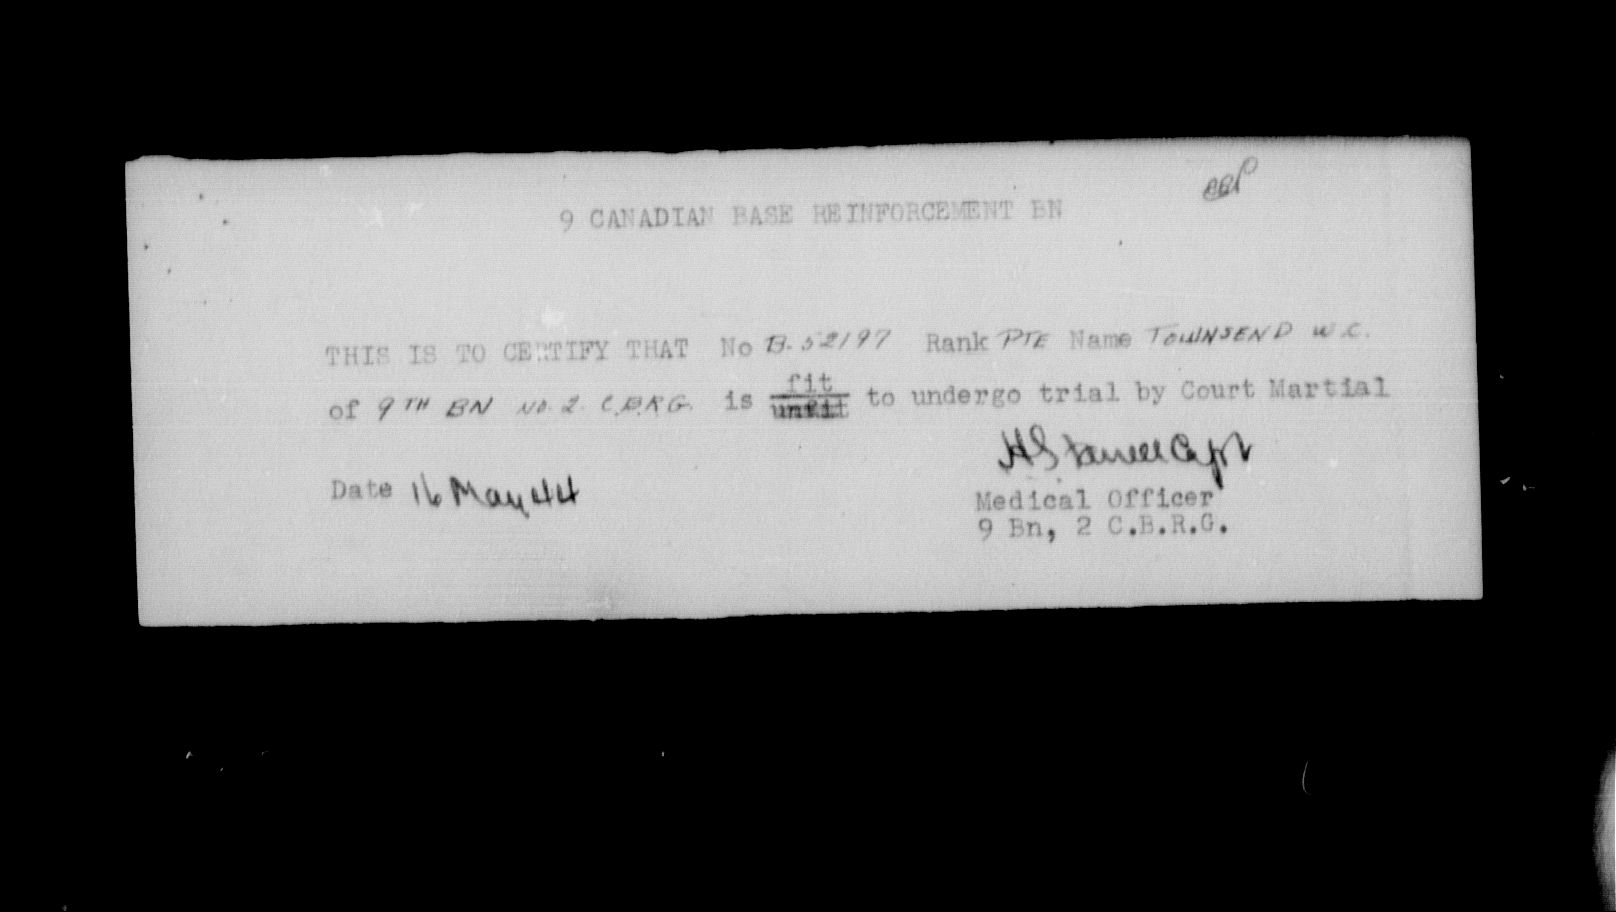 9 CANADIAN BASE REINFORCEMENT BN
THIS IS TO CERTIFY THAT No B-52197 Rank PTE Name TOWNSEND W.C.
of 9TH BN NO. 2 C.B.R.G. is fit
unfit to undergo trial by Court Martial
Capt
Date 16 May 44
Medical Officer
9 Bn, 2 C.B.R.G.